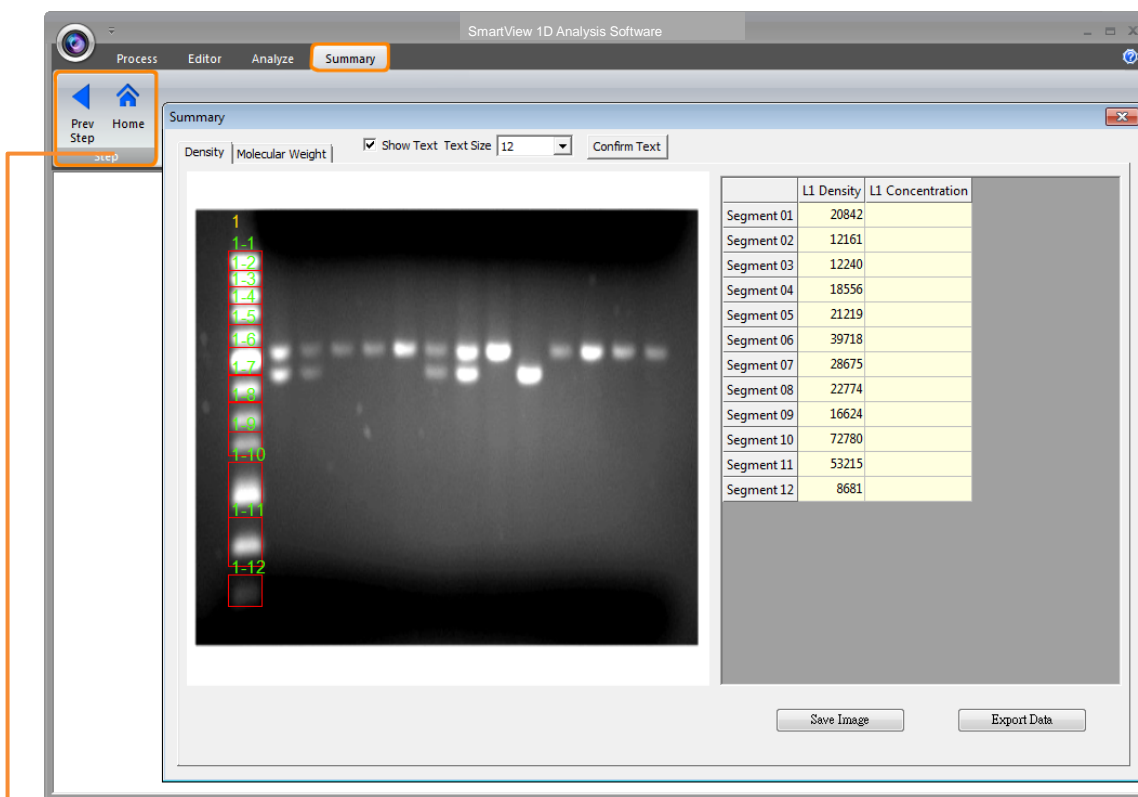 SmartView 1D Analysis Software
Process Editor Analyze Summary
Prev Step
Home
Step
Summary
Density Molecular Weight Show Text Text Size 12 Confirm Text
L1 Density L1 Concentration
Segment 01 20842
Segment 02 12161
Segment 03 12240
Segment 04 18556
Segment 05 21219
Segment 06 39718
Segment 07 28675
Segment 08 22774
Segment 09 16624
Segment 10 72780
Segment 11 53215
Segment 12 8681
1
1-1
1-2
1-3
1-4
1-5
1-6
1-7
1-8
1-9
1-10
1-11
1-12
Save Image Export Data